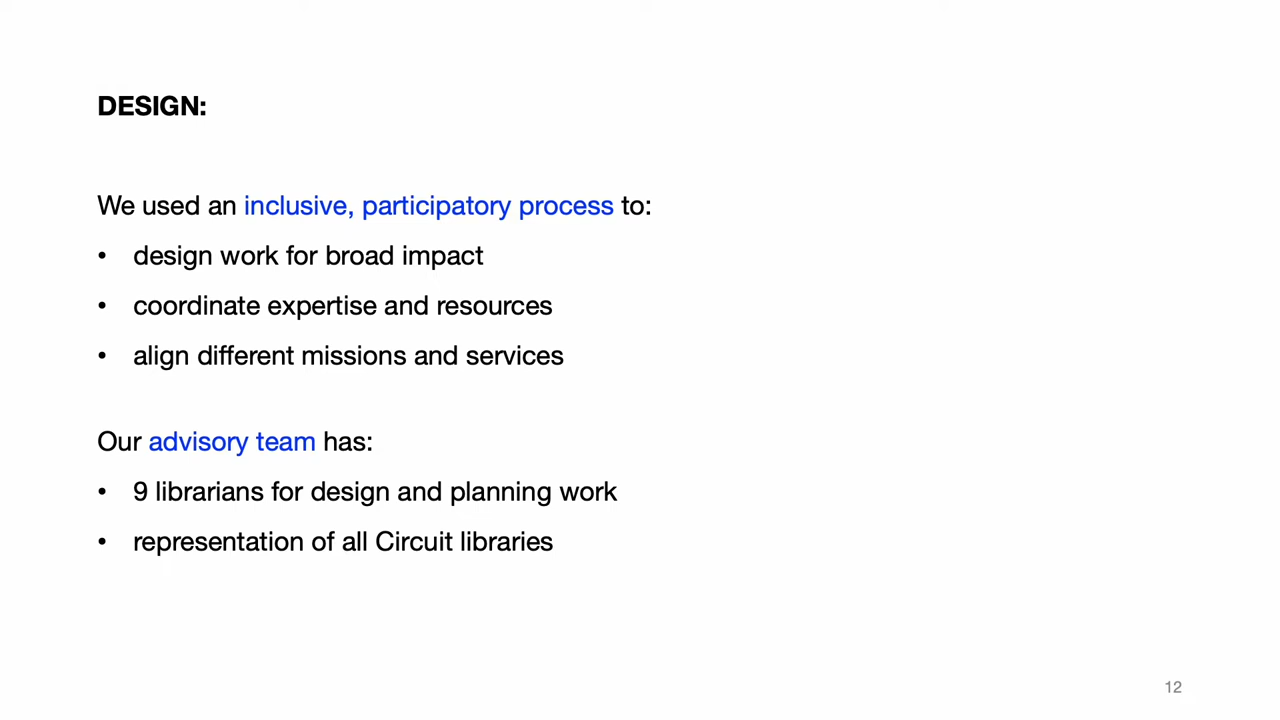 DESIGN:
We used an inclusive, participatory process to:
• design work for broad impact
• coordinate expertise and resources
• align different missions and services
Our advisory team has:
• 9 librarians for design and planning work
• representation of all Circuit libraries
12